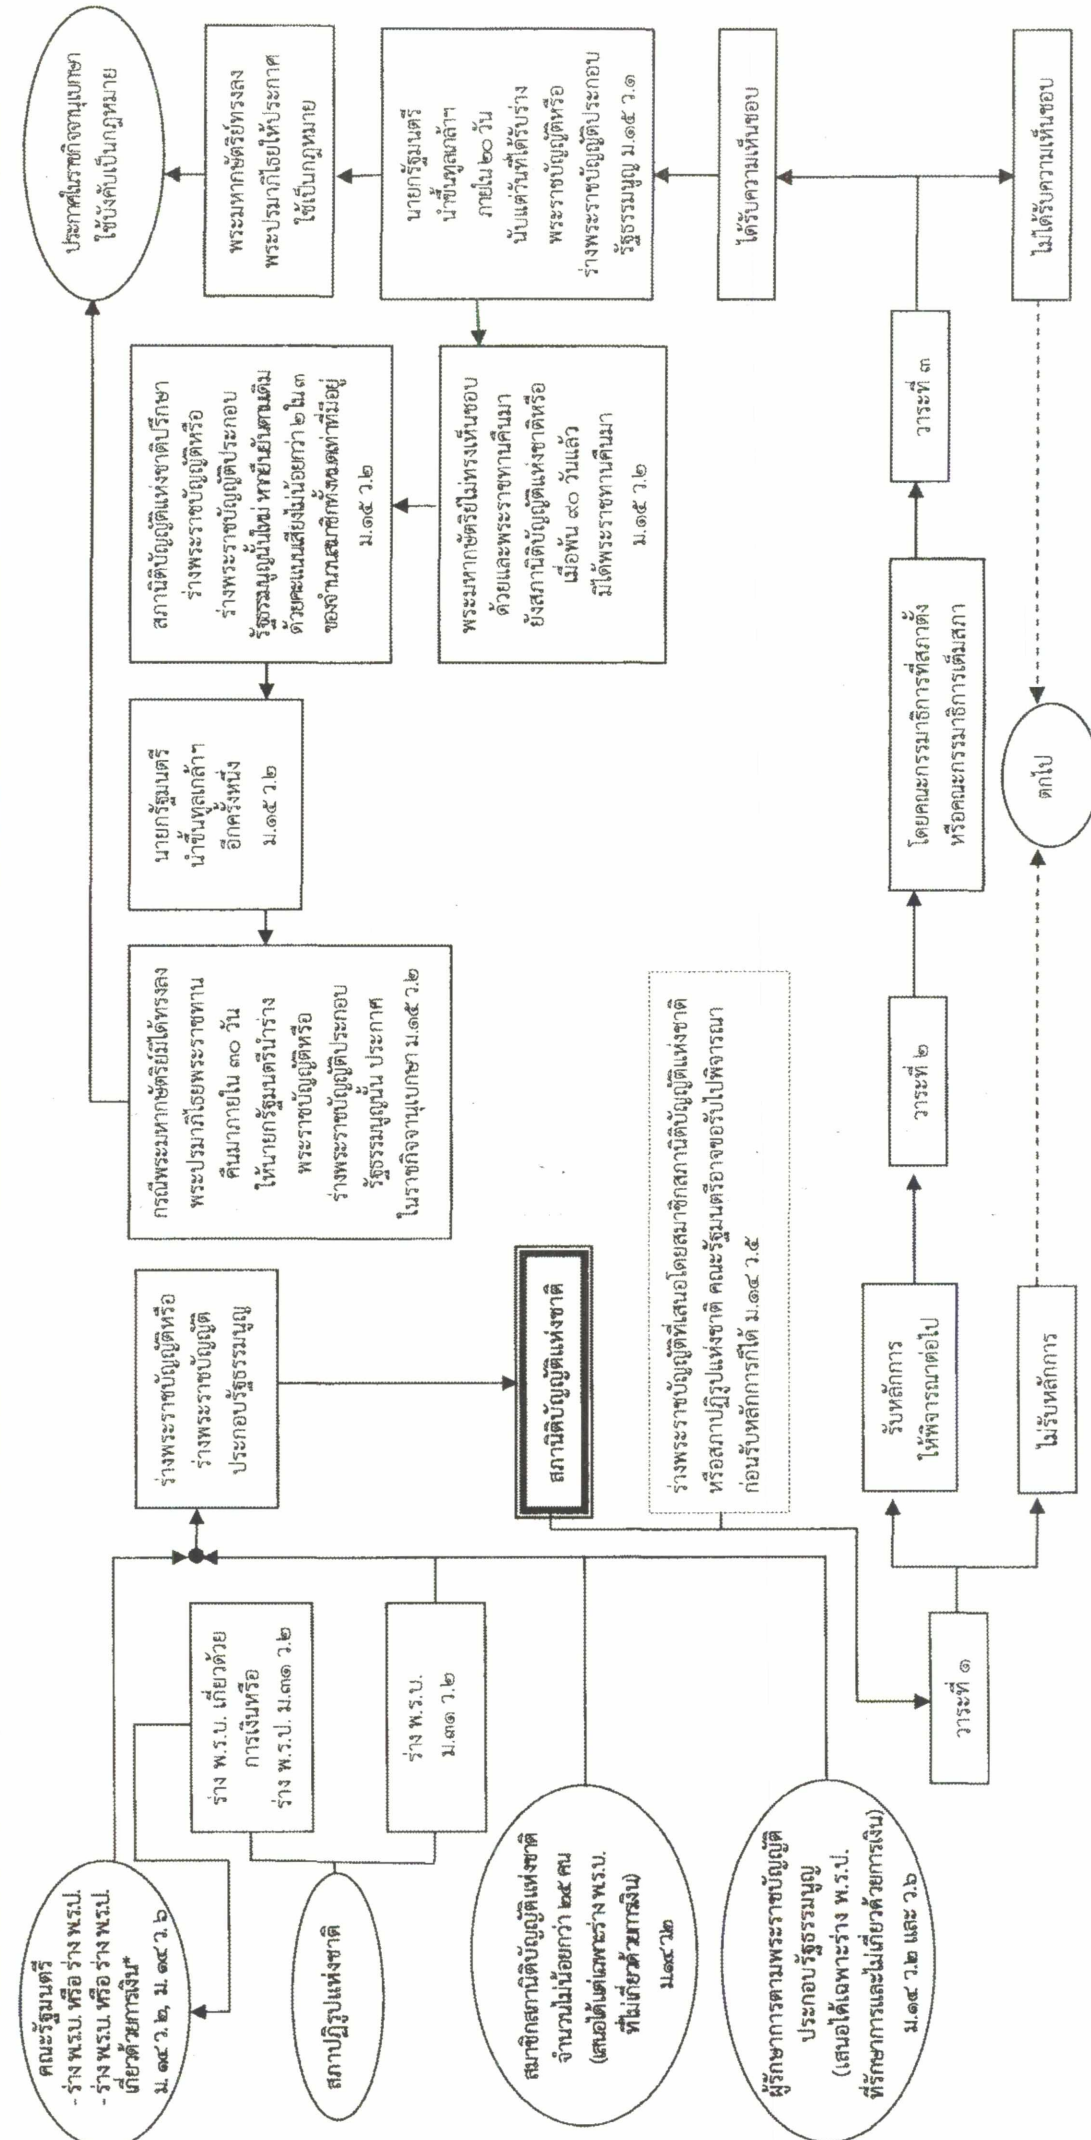 คณะรัฐมนตรี
- ร่าง พ.ร.บ. หรือ ร่าง พ.ร.ป.
- ร่าง พ.ร.บ. หรือ ร่าง พ.ร.ป.
เกี่ยวด้วยการเงิน*
ม. ๑๔ ว. ๒, ม. ๑๔ ว. ๖
สภาปฏิรูปแห่งชาติ
สมาชิกสภานิติบัญญัติแห่งชาติ
จำนวนไม่น้อยกว่า ๒๕ คน
(เสนอได้แต่เฉพาะร่าง พ.ร.บ.
ที่ไม่เกี่ยวด้วยการเงิน)
ม.๑๔ ว.๒
ผู้รักษาการตามพระราชบัญญัติ
ประกอบรัฐธรรมนูญ
(เสนอได้เฉพาะร่าง พ.ร.ป.
ที่รักษาการและไม่เกี่ยวด้วยการเงิน)
ม.๑๔ ว.๒ และ ว.๖
ร่าง พ.ร.บ. เกี่ยวด้วย
การเงินหรือ
ร่าง พ.ร.ป. ม.๓๑ ว.๒
ร่าง พ.ร.บ.
ม.๓๑ ว.๒
ร่างพระราชบัญญัติหรือ
ร่างพระราชบัญญัติ
ประกอบรัฐธรรมนูญ
สภานิติบัญญัติแห่งชาติ
ร่างพระราชบัญญัติที่เสนอโดยสมาชิกสภานิติบัญญัติแห่งชาติ
หรือสภาปฏิรูปแห่งชาติ คณะรัฐมนตรีอาจขอรับไปพิจารณา
ก่อนรับหลักการก็ได้ ม.๑๔ ว.๕
วาระที่ ๑
รับหลักการ
ให้พิจารณาต่อไป
ไม่รับหลักการ
วาระที่ ๒
โดยคณะกรรมาธิการที่สภาตั้ง
หรือคณะกรรมาธิการเต็มสภา
ตกไป
วาระที่ ๓
ได้รับความเห็นชอบ
ไม่ได้รับความเห็นชอบ
นายกรัฐมนตรี
นำขึ้นทูลเกล้าฯ
ภายใน ๒๐ วัน
นับแต่วันที่ได้รับร่าง
พระราชบัญญัติหรือ
ร่างพระราชบัญญัติประกอบ
รัฐธรรมนูญ ม.๑๕ ว.๑
พระมหากษัตริย์ทรงลง
พระปรมาภิไธยให้ประกาศ
ใช้เป็นกฎหมาย
ประกาศในราชกิจจานุเบกษา
ใช้บังคับเป็นกฎหมาย
พระมหากษัตริย์ไม่ทรงเห็นชอบ
ด้วยและพระราชทานคืนมา
ยังสภานิติบัญญัติแห่งชาติหรือ
เมื่อพ้น ๙๐ วันแล้ว
มิได้พระราชทานคืนมา
ม.๑๕ ว.๒
สภานิติบัญญัติแห่งชาติปรึกษา
ร่างพระราชบัญญัติหรือ
ร่างพระราชบัญญัติประกอบ
รัฐธรรมนูญนั้นใหม่ หากยืนยันตามเดิม
ด้วยคะแนนเสียงไม่น้อยกว่า ๒ ใน ๓
ของจำนวนสมาชิกทั้งหมดเท่าที่มีอยู่
ม.๑๕ ว.๒
นายกรัฐมนตรี
นำขึ้นทูลเกล้าฯ
อีกครั้งหนึ่ง
ม.๑๕ ว.๒
กรณีพระมหากษัตริย์มิได้ทรงลง
พระปรมาภิไธยพระราชทาน
คืนมาภายใน ๓๐ วัน
ให้นายกรัฐมนตรีนำร่าง
พระราชบัญญัติหรือ
ร่างพระราชบัญญัติประกอบ
รัฐธรรมนูญนั้น ประกาศ
ในราชกิจจานุเบกษา ม.๑๕ ว.๒